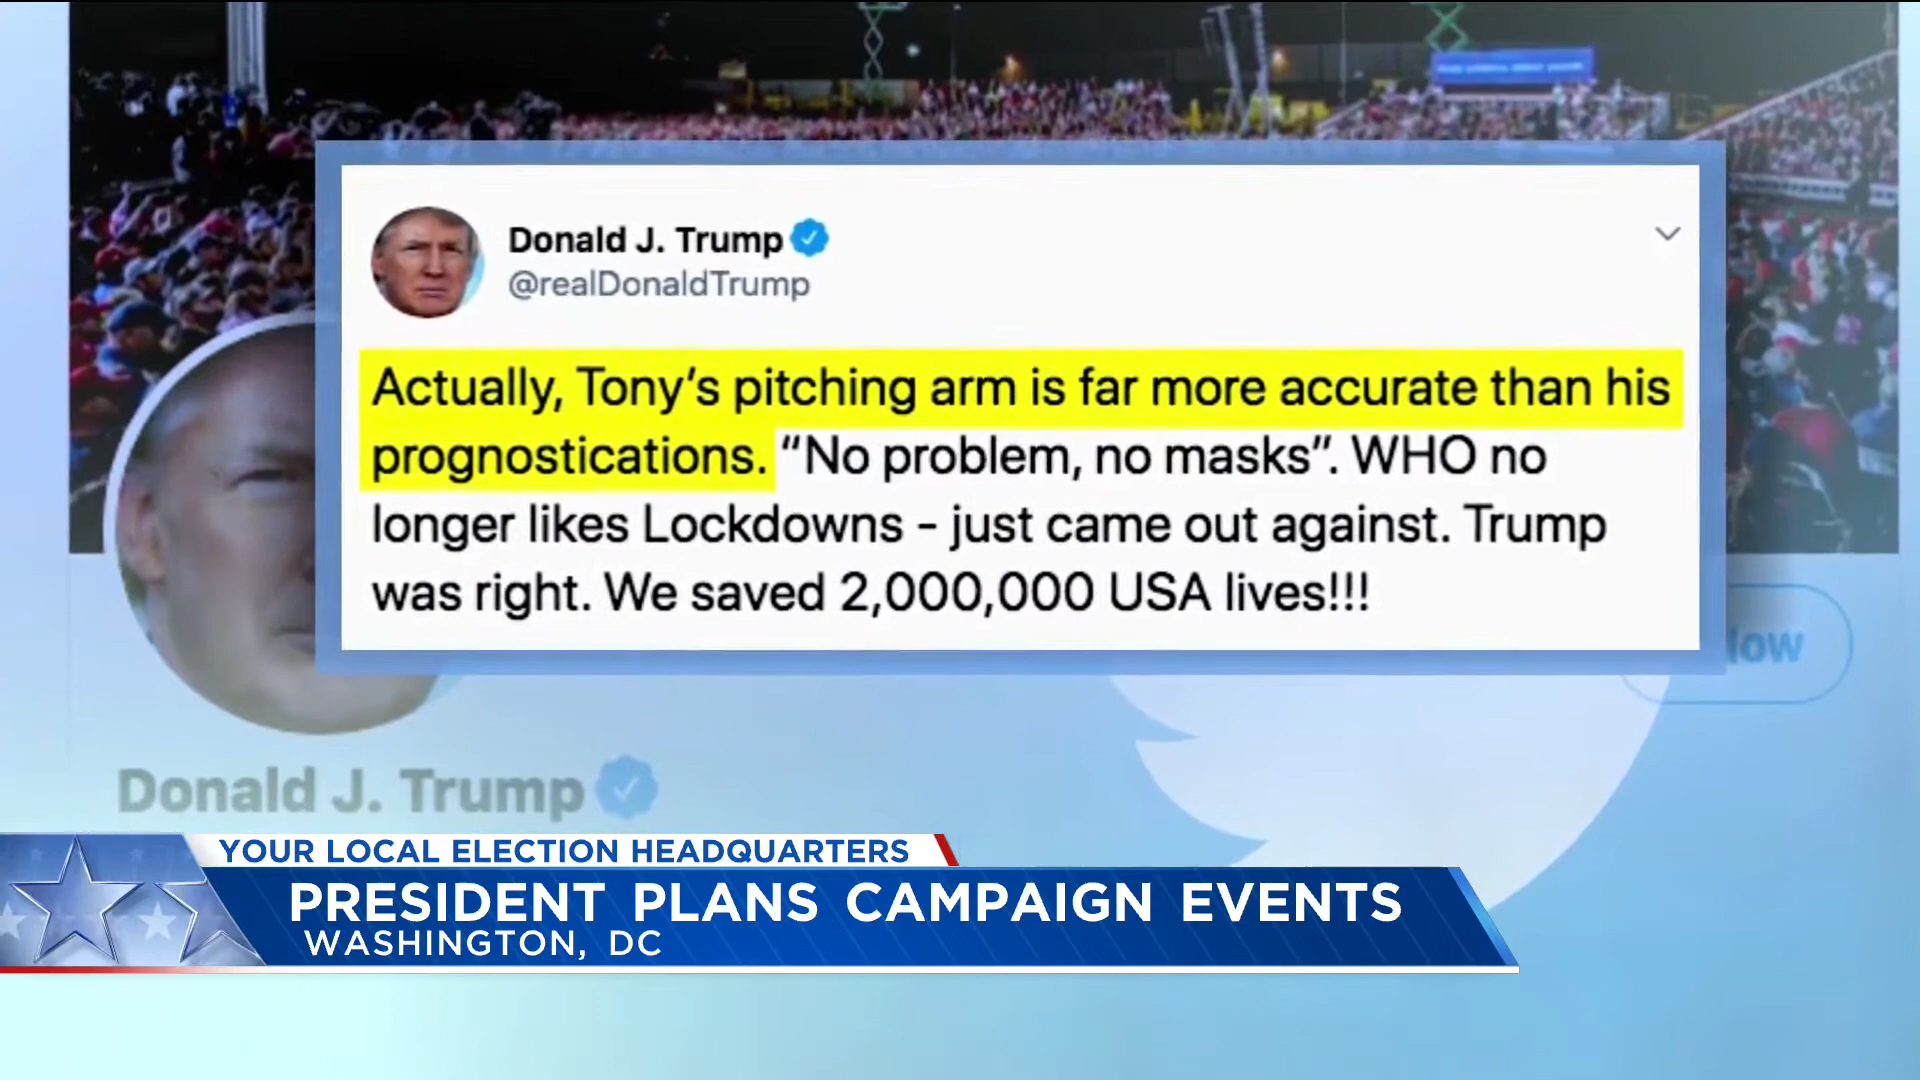 Donald J. Trump
@realDonaldTrump
Actually, Tony's pitching arm is far more accurate than his
prognostications. “No problem, no masks”. WHO no
longer likes Lockdowns - just came out against. Trump
was right. We saved 2,000,000 USA lives!!!
low
Donald J. Trump
YOUR LOCAL ELECTION HEADQUARTERS
PRESIDENT PLANS CAMPAIGN EVENTS
WASHINGTON, DC